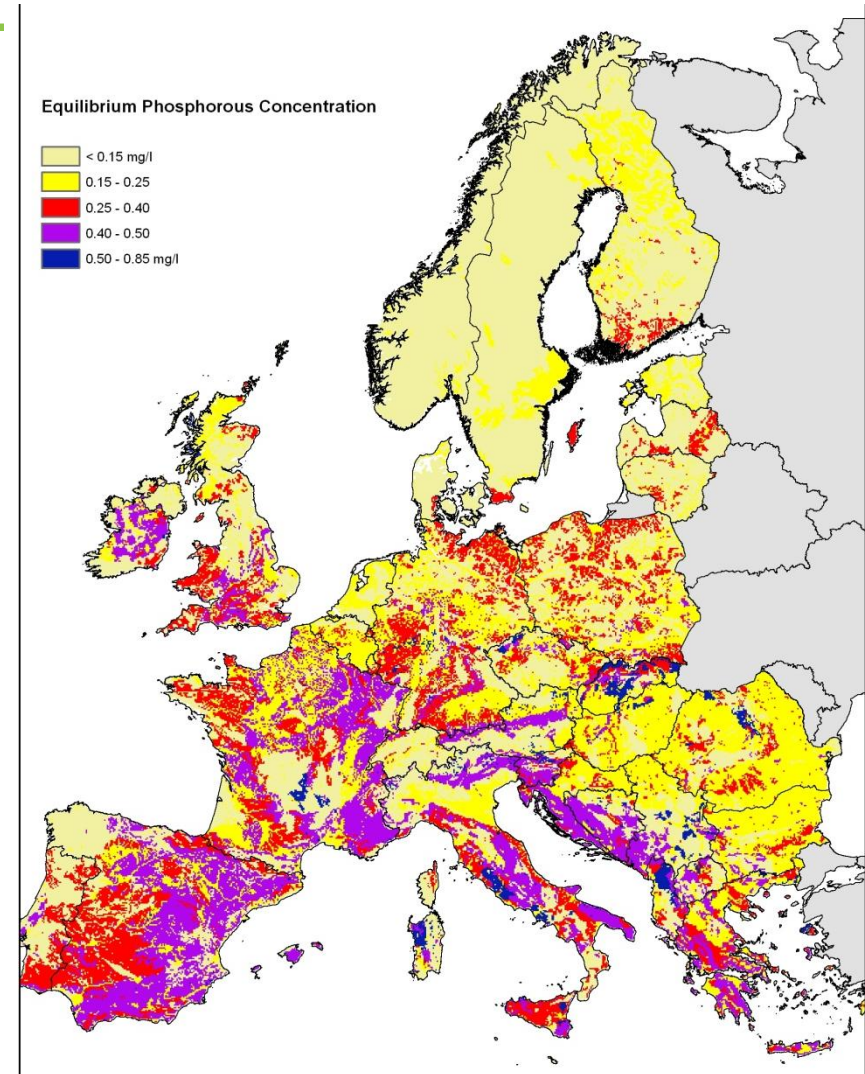 Equilibrium Phosphorous Concentration
< 0.15 mg/l
0.15 - 0.25
0.25 - 0.40
0.40 - 0.50
0.50 - 0.85 mg/l